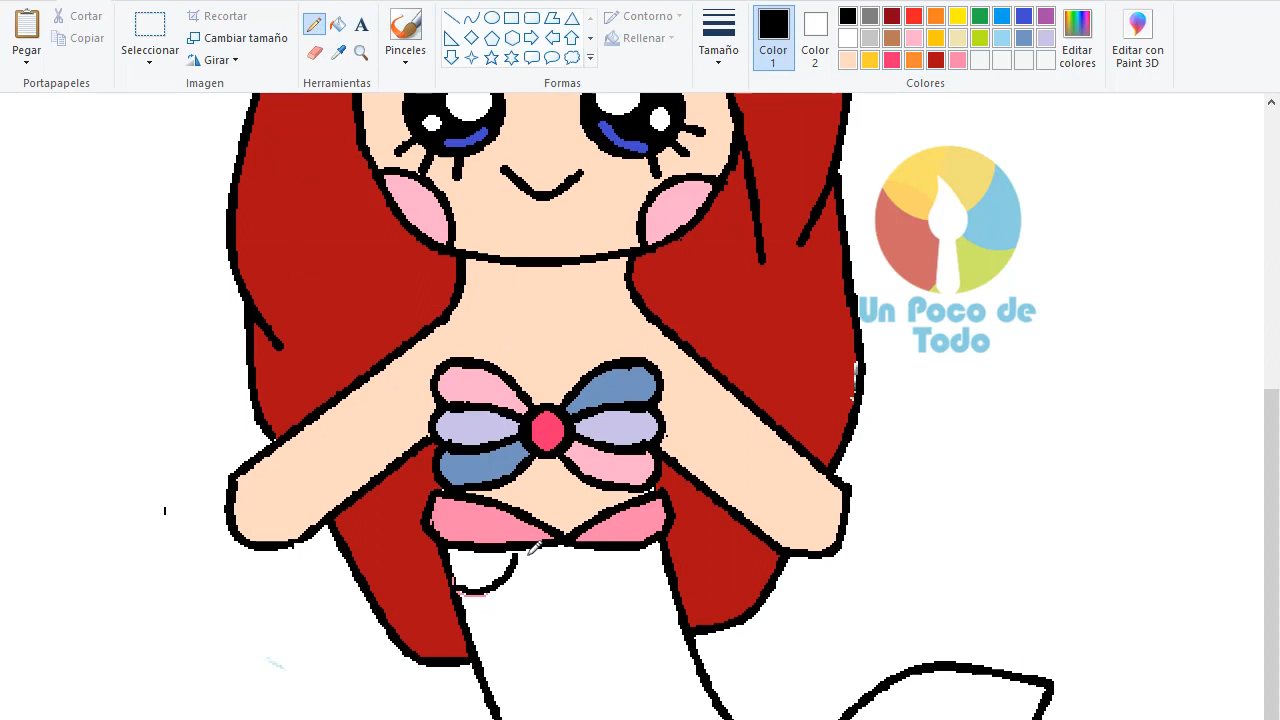 Pegar
Cortar
Copiar
Portapapeles
Seleccionar
Recortar
Cambiar tamaño
Girar
Imagen
A
Herramientas
Pinceles
Formas
Contorno
Rellenar
Tamaño
Color
1
Color
2
Editar
colores
Editar con
Paint 3D
Colores
Un Poco de
Todo